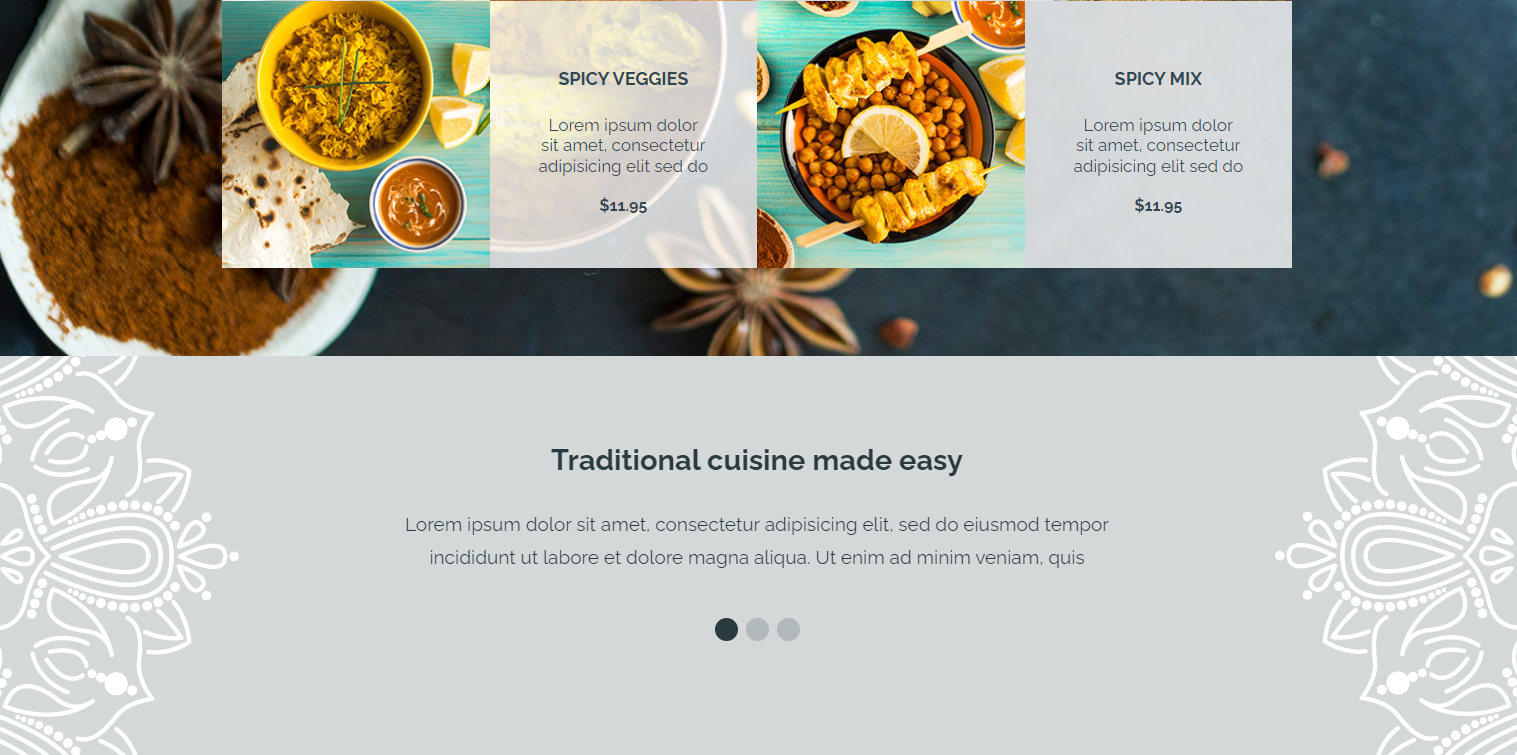 SPICY VEGGIES
Lorem ipsum dolor
sit amet, consectetur
adipisicing elit sed do
$11.95
SPICY MIX
Lorem ipsum dolor
sit amet, consectetur
adipisicing elit sed do
$11.95
Traditional cuisine made easy
Lorem ipsum dolor sit amet, consectetur adipisicing elit, sed do eiusmod tempor
incididunt ut labore et dolore magna aliqua. Ut enim ad minim veniam, quis